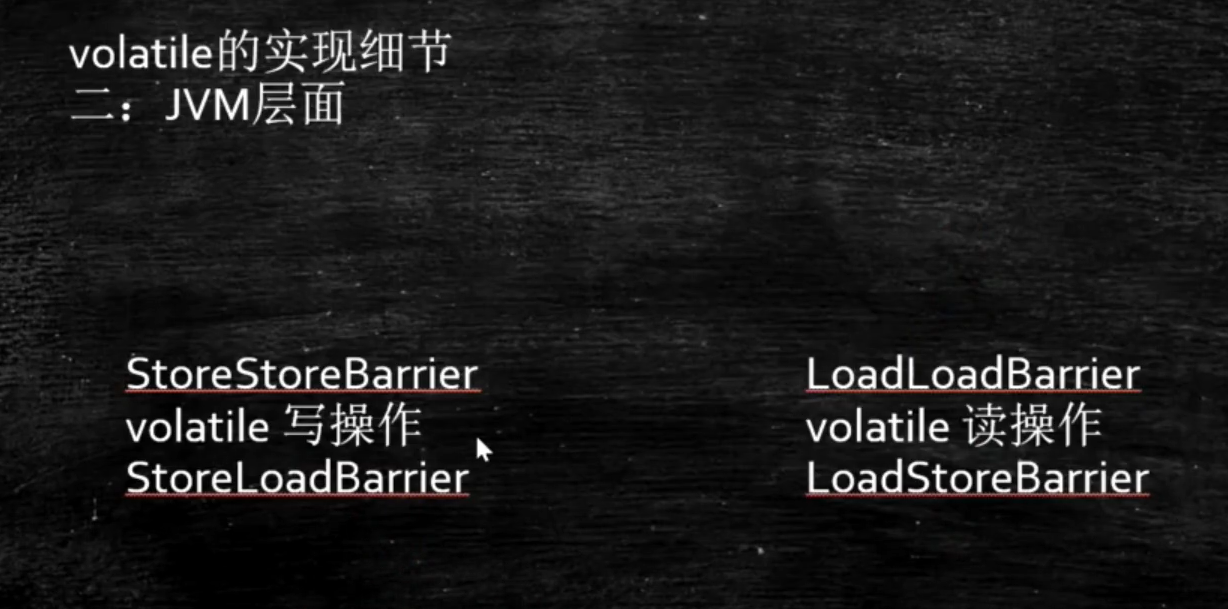 volatile的实现细节
二：JVM层面
StoreStoreBarrier
volatile 写操作
StoreLoadBarrier
LoadLoadBarrier
volatile 读操作
LoadStoreBarrier